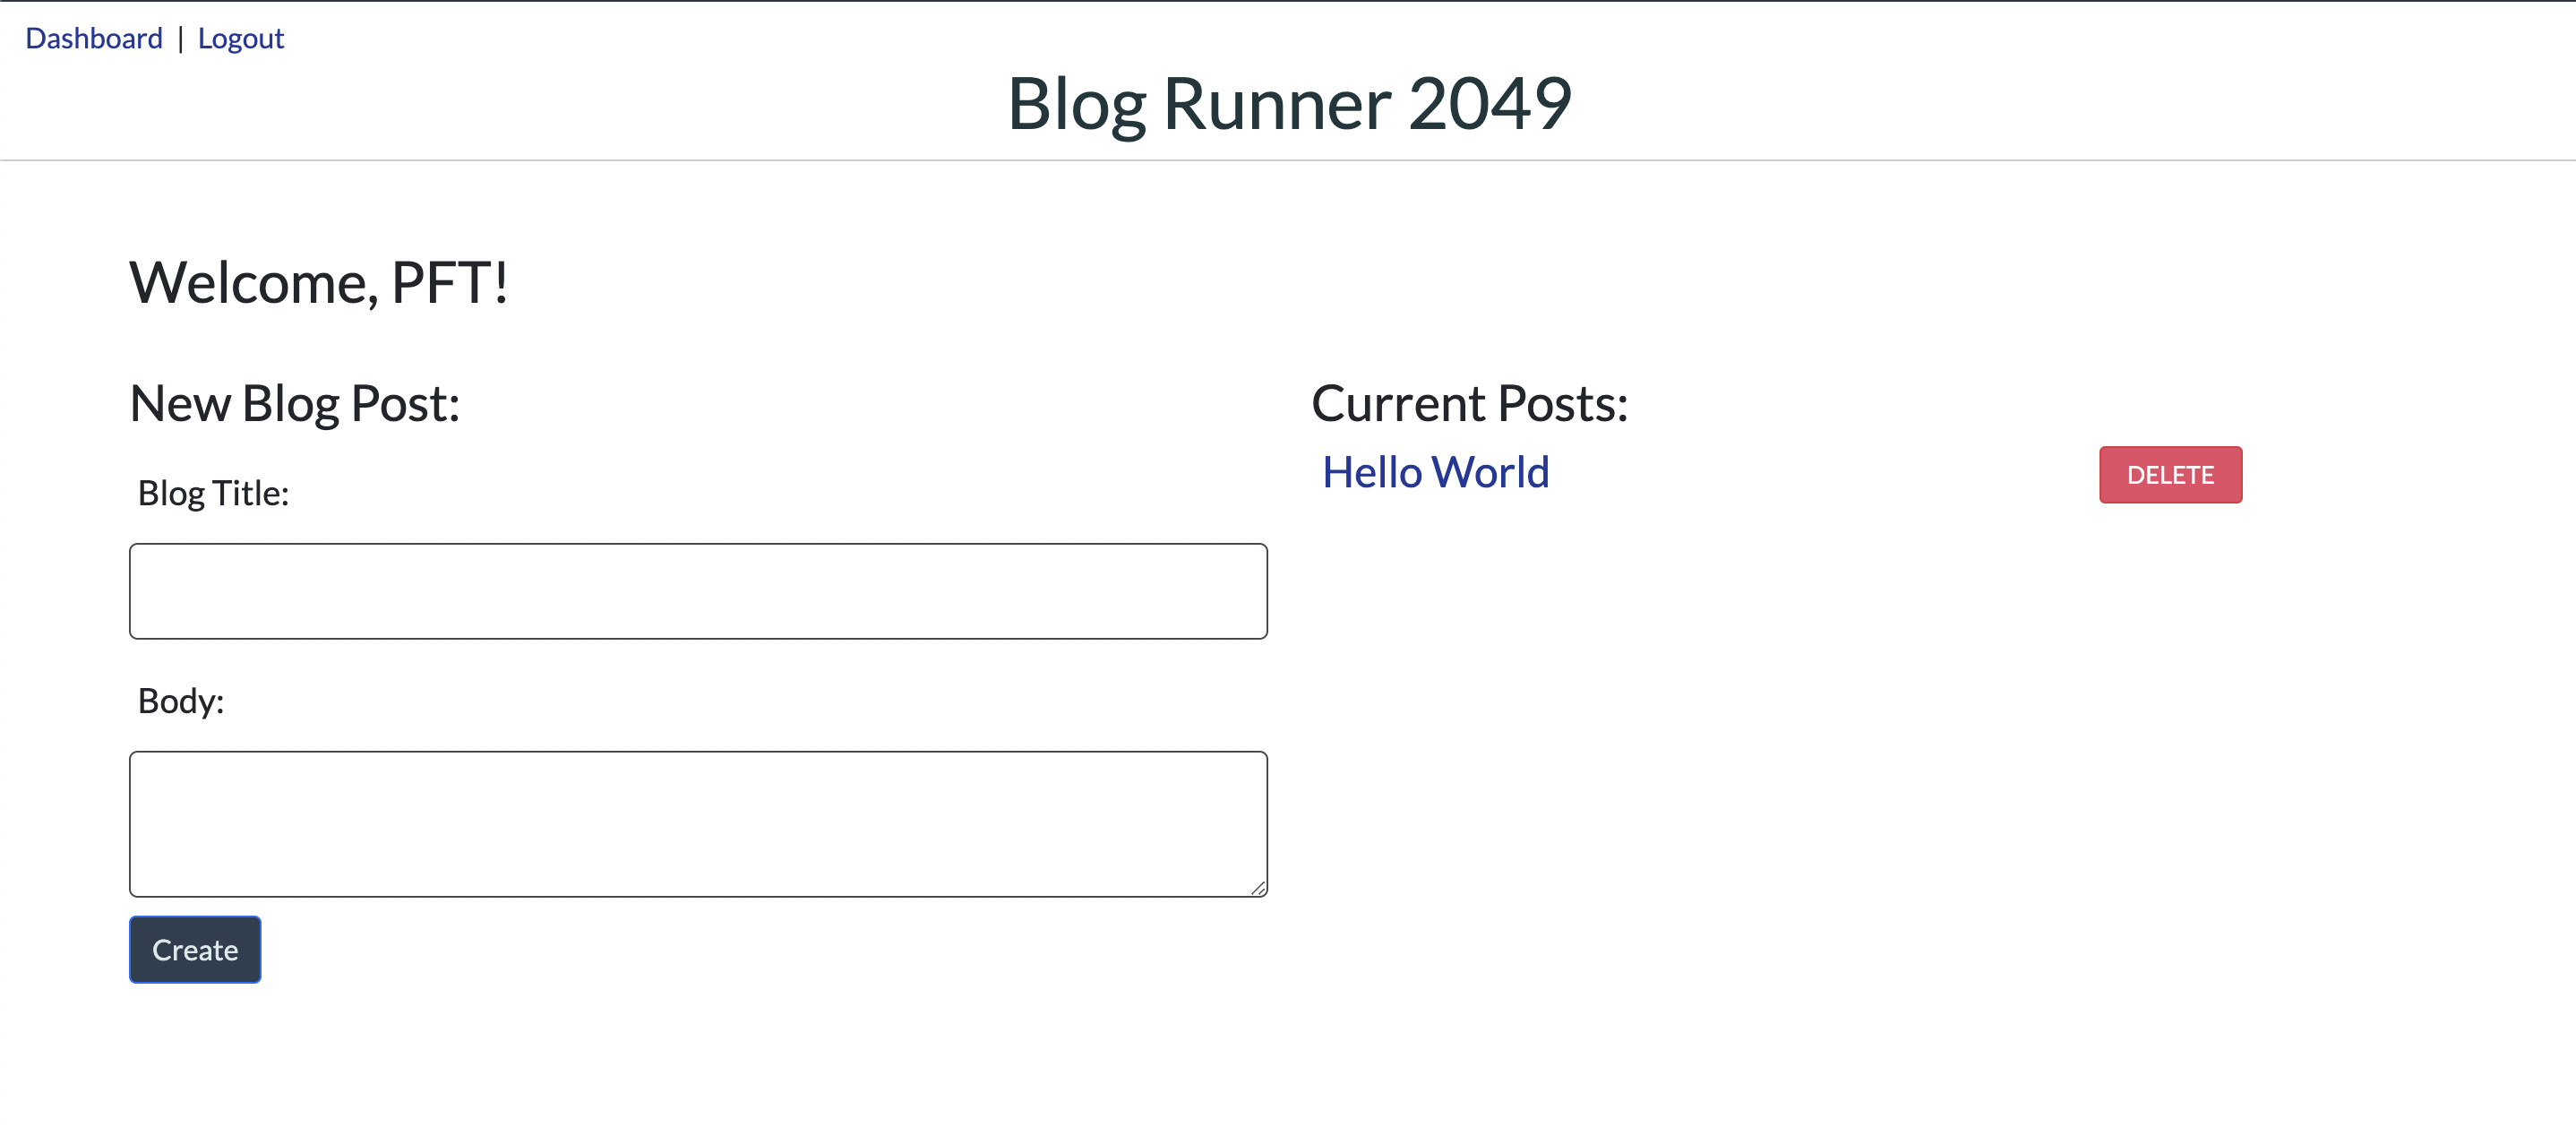 Dashboard | Logout
Blog Runner 2049
Welcome, PFT!
New Blog Post:
Blog Title:
Body:
Create
Current Posts:
Hello World
DELETE